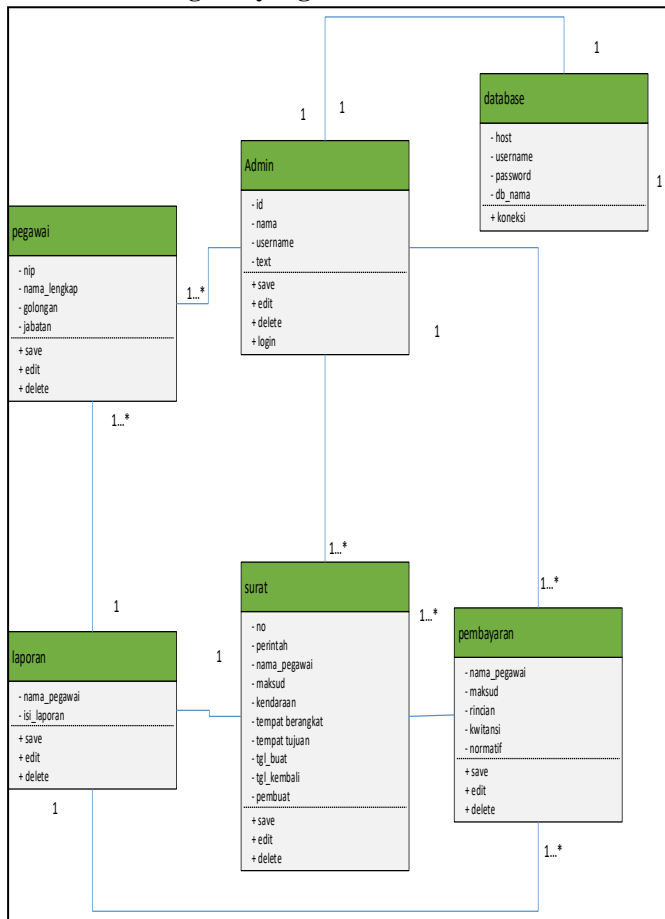 1
1
1
database
- host
- username
- password
- db_nama
+ koneksi
1
Admin
- id
- nama
- username
- text
+ save
+ edit
+ delete
+ login
pegawai
- nip
- nama_lengkap
- golongan
- jabatan
+ save
+ edit
+ delete
1...*
1
1...*
1...*
1...*
1
surat
- no
- perintah
- nama_pegawai
- maksud
- kendaraan
- tempat berangkat
- tempat tujuan
- tgl_buat
- tgl_kembali
- pembuat
+ save
+ edit
+ delete
1...*
1
pembayaran
- nama_pegawai
- maksud
- rincian
- kwitansi
- normatif
+ save
+ edit
+ delete
laporan
- nama_pegawai
- isi_laporan
+ save
+ edit
+ delete
1
1...*